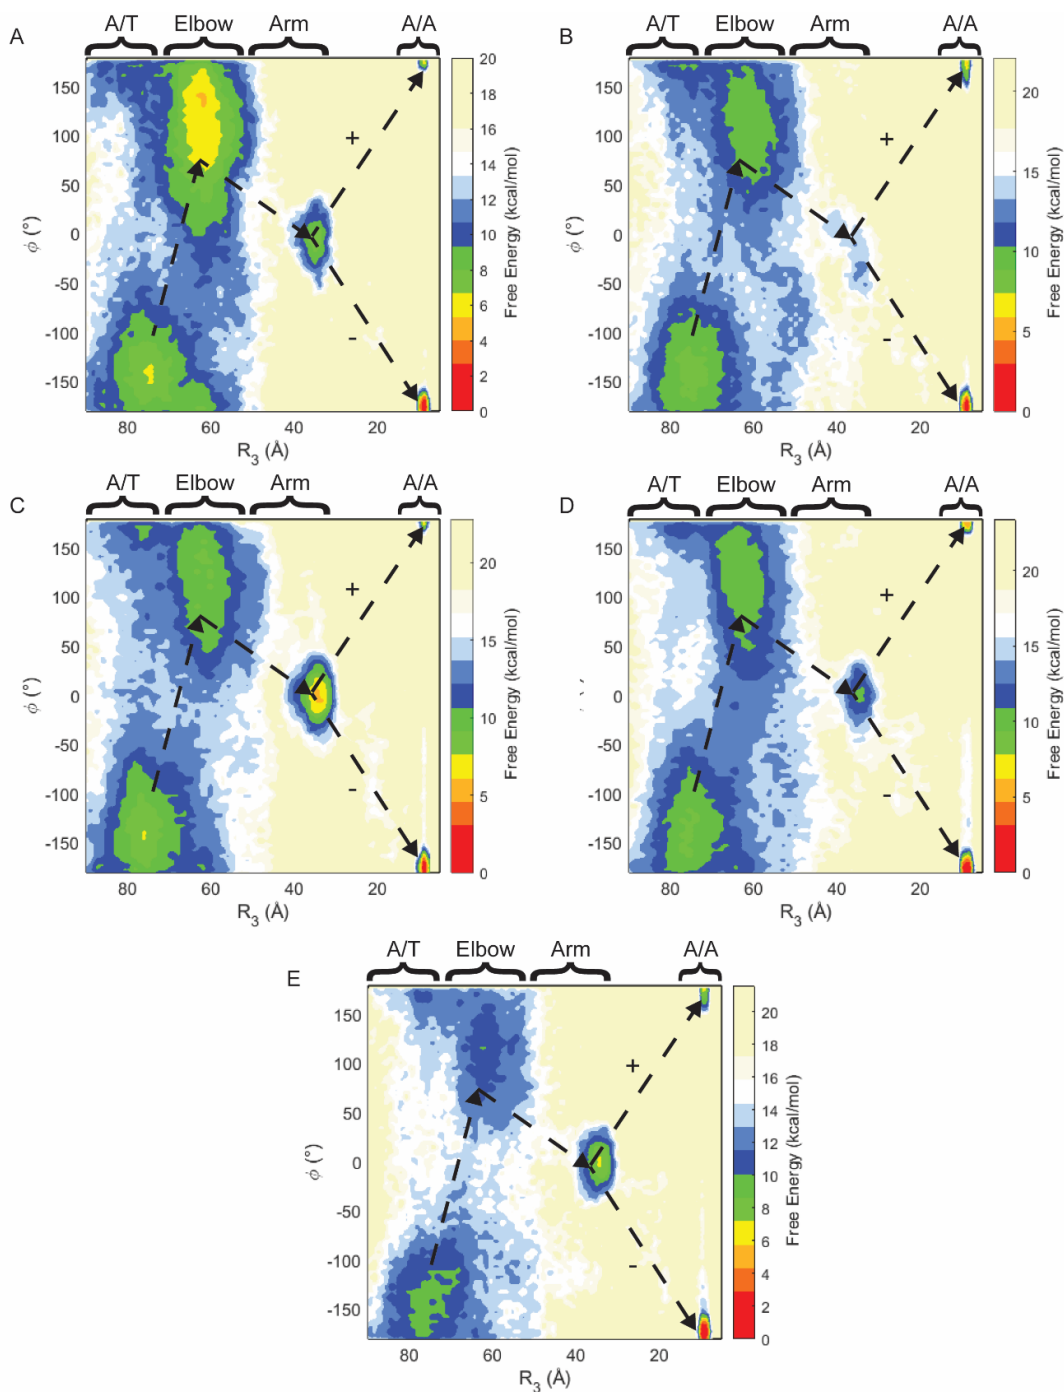 A
A/T Elbow Arm A/A
ϕ (°)
150
100
50
0
-50
-100
-150
+
-
80 60 40 20
R3 (Å)
20
18
16
14
12
10
8
6
4
2
0
Free Energy (kcal/mol)
B
A/T Elbow Arm A/A
ϕ (°)
150
100
50
0
-50
-100
-150
+
-
80 60 40 20
R3 (Å)
20
15
10
5
0
Free Energy (kcal/mol)
C
A/T Elbow Arm A/A
ϕ (°)
150
100
50
0
-50
-100
-150
+
-
80 60 40 20
R3 (Å)
20
15
10
5
0
Free Energy (kcal/mol)
D
A/T Elbow Arm A/A
150
100
50
0
-50
-100
-150
+
-
80 60 40 20
R3 (Å)
20
15
10
5
0
Free Energy (kcal/mol)
E
A/T Elbow Arm A/A
ϕ (°)
150
100
50
0
-50
-100
-150
+
-
80 60 40 20
R3 (Å)
20
18
16
14
12
10
8
6
4
2
0
Free Energy (kcal/mol)